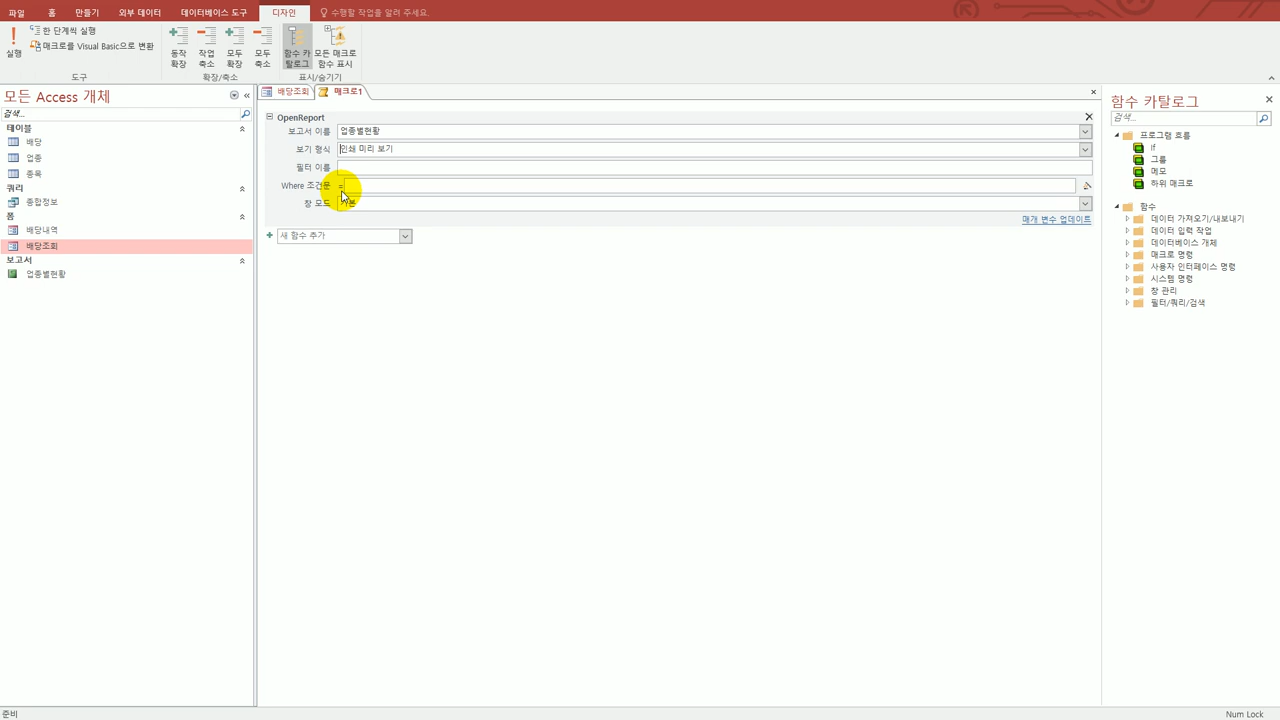 파일 홈 만들기 외부 데이터 데이터베이스 도구 디자인 수행할 작업을 알려 주세요.
실행
한 단계씩 실행
매크로를 Visual Basic으로 변환
도구
동작 확장
작업 축소
모두 확장
모두 축소
확장/축소
함수 카탈로그
모든 매크로 함수 표시
표시/숨기기
모든 Access 개체
검색...
테이블
배당
업종
종목
쿼리
종합정보
폼
배당내역
배당조회
보고서
업종별현황
배당조회 매크로1
OpenReport
보고서 이름 업종별현황
보기 형식 인쇄 미리 보기
필터 이름
Where 조건문 =
창 모드 기본
매개 변수 업데이트
새 함수 추가
함수 카탈로그
검색...
프로그램 흐름
If
그룹
메모
하위 매크로
함수
데이터 가져오기/내보내기
데이터 입력 작업
데이터베이스 개체
매크로 명령
사용자 인터페이스 명령
시스템 명령
창 관리
필터/쿼리/검색
준비
Num Lock